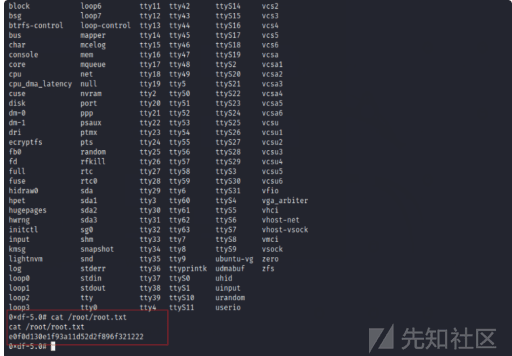 block loop6 tty11 tty42 ttyS14 vcs2
bsg loop7 tty12 tty43 ttyS15 vcs3
btrfs-control loop-control tty13 tty44 ttyS16 vcs4
bus mapper tty14 tty45 ttyS17 vcs5
char mcelog tty15 tty46 ttyS18 vcs6
console mem tty16 tty47 ttyS19 vcsa
core mqueue tty17 tty48 ttyS2 vcsa1
cpu net tty18 tty49 ttyS20 vcsa2
cpu_dma_latency null tty19 tty5 ttyS21 vcsa3
cuse nvram tty2 tty50 ttyS22 vcsa4
disk port tty20 tty51 ttyS23 vcsa5
dm-0 ppp tty21 tty52 ttyS24 vcsa6
dm-1 psaux tty22 tty53 ttyS25 vcsu
dri ptmx tty23 tty54 ttyS26 vcsu1
ecryptfs pts tty24 tty55 ttyS27 vcsu2
fb0 random tty25 tty56 ttyS28 vcsu3
fd rfkill tty26 tty57 ttyS29 vcsu4
full rtc tty27 tty58 ttyS3 vcsu5
fuse rtc0 tty28 tty59 ttyS30 vcsu6
hidraw0 sda tty29 tty6 ttyS31 vfio
hpet sda1 tty3 tty60 ttyS4 vga_arbiter
hugepages sda2 tty30 tty61 ttyS5 vhci
hwrng sda3 tty31 tty62 ttyS6 vhost-net
initctl sg0 tty32 tty63 ttyS7 vhost-vsock
input shm tty33 tty7 ttyS8 vmci
kmsg snapshot tty34 tty8 ttyS9 vsock
lightnvm snd tty35 tty9 ubuntu-vg zero
log stderr tty36 ttyprintk udmabuf zfs
loop0 stdin tty37 ttyS0 uhid
loop1 stdout tty38 ttyS1 uinput
loop2 tty tty39 ttyS10 urandom
loop3 tty0 tty4 ttyS11 userio
0×df-5.0# cat /root/root.txt
cat /root/root.txt
e0f0d130e1f93a11d52d2f896f321222
0×df-5.0#
先知社区